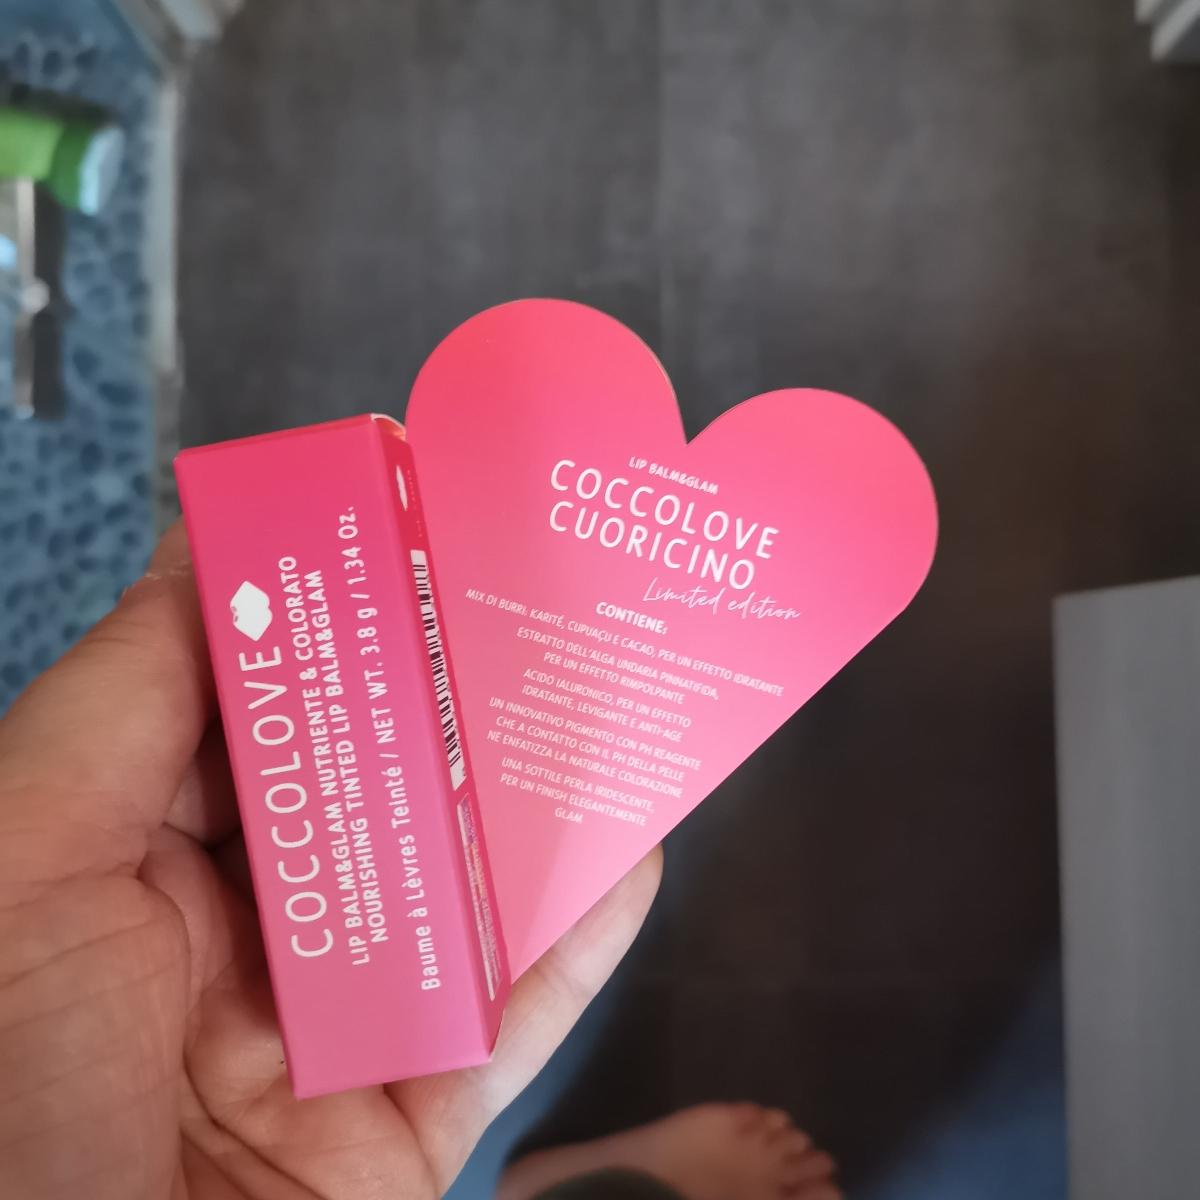 COCCOLOVE
LIP BALM&GLAM NUTRIENTE & COLORATO
NOURISHING TINTED LIP BALM&GLAM
Baume à Lèvres Teinté / NET WT. 3.8 g / 1.34 Oz.
LIP BALM&GLAM
COCCOLOVE
CUORICINO
Limited edition
CONTIENE:
MIX DI BURRI: KARITÉ, CUPUAÇU E CACAO, PER UN EFFETTO IDRATANTE
ESTRATTO DELL'ALGA UNDARIA PINNATIFIDA,
PER UN EFFETTO RIMPOLPANTE
ACIDO IALURONICO, PER UN EFFETTO
IDRATANTE, LEVIGANTE E ANTI-AGE
UN INNOVATIVO PIGMENTO CON PH REAGENTE
CHE A CONTATTO CON IL PH DELLA PELLE
NE ENFATIZZA LA NATURALE COLORAZIONE
UNA SOTTILE PERLA IRIDESCENTE,
PER UN FINISH ELEGANTEMENTE
GLAM